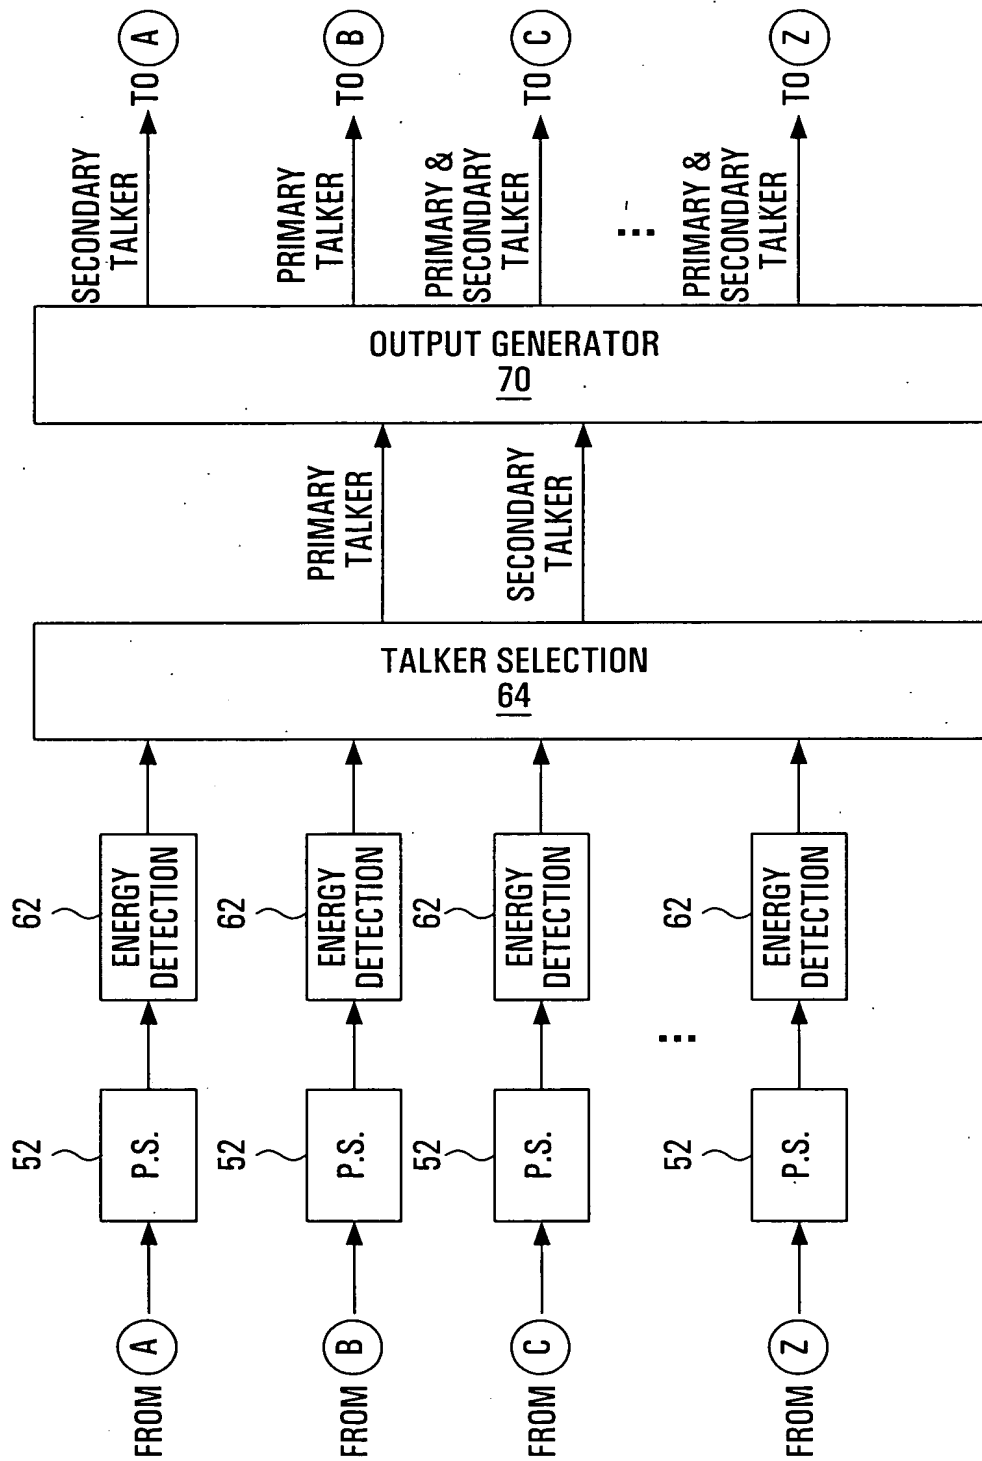 FROM A
52
P.S.
62
ENERGY
DETECTION
FROM B
52
P.S.
62
ENERGY
DETECTION
FROM C
52
P.S.
62
ENERGY
DETECTION
...
FROM Z
52
P.S.
62
ENERGY
DETECTION
TALKER SELECTION
64
PRIMARY
TALKER
SECONDARY
TALKER
OUTPUT GENERATOR
70
SECONDARY
TALKER
TO A
PRIMARY
TALKER
TO B
PRIMARY &
SECONDARY
TALKER
TO C
...
PRIMARY &
SECONDARY
TALKER
TO Z